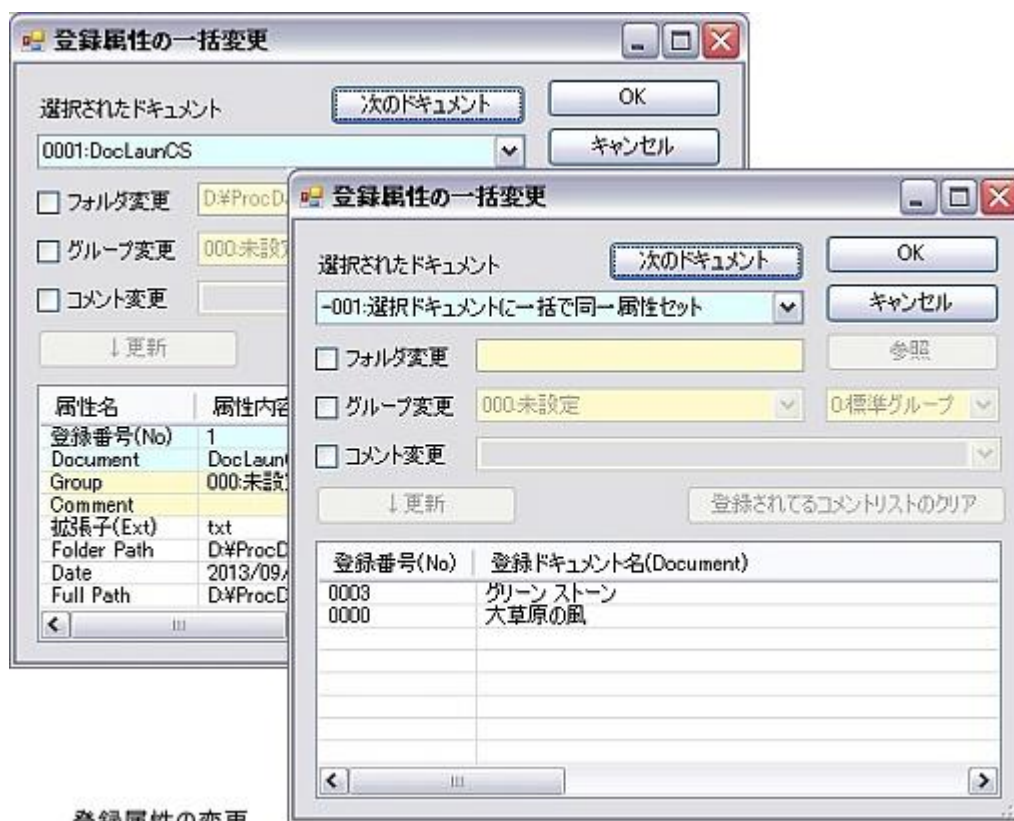 登録属性の一括変更
選択されたドキュメント
次のドキュメント
OK
0001:DocLaunCS
キャンセル
フォルダ変更
D:¥ProcD
グループ変更
000:未設
コメント変更
↓更新
属性名 属性内容
登録番号(No) 1
Document DocLaun
Group 000:未設
Comment
拡張子(Ext) txt
Folder Path D:¥ProcD
Date 2013/09/
Full Path D:¥ProcD
登録属性の一括変更
選択されたドキュメント
次のドキュメント
OK
-001:選択ドキュメントに一括で同一属性セット
キャンセル
フォルダ変更
参照
グループ変更
000:未設定
0:標準グループ
コメント変更
↓更新
登録されてるコメントリストのクリア
登録番号(No) 登録ドキュメント名(Document)
0003 グリーン ストーン
0000 大草原の風
登録属性の変更